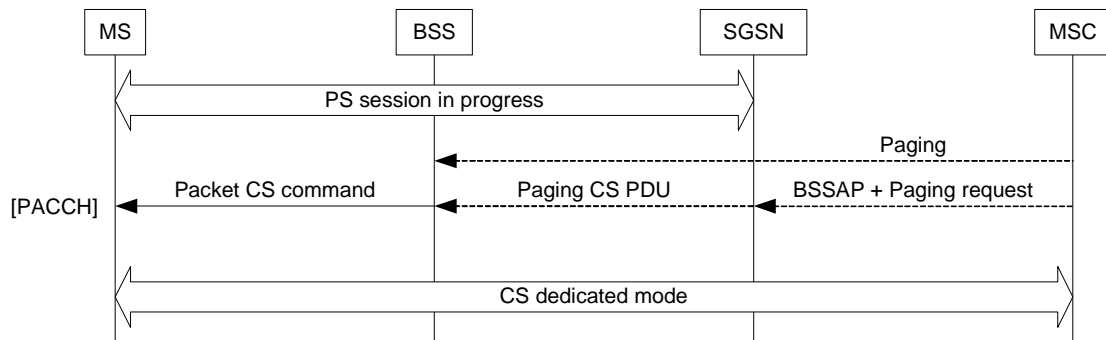 MS
BSS
SGSN
MSC
PS session in progress
Paging
[PACCH]
Packet CS command
Paging CS PDU
BSSAP + Paging request
CS dedicated mode